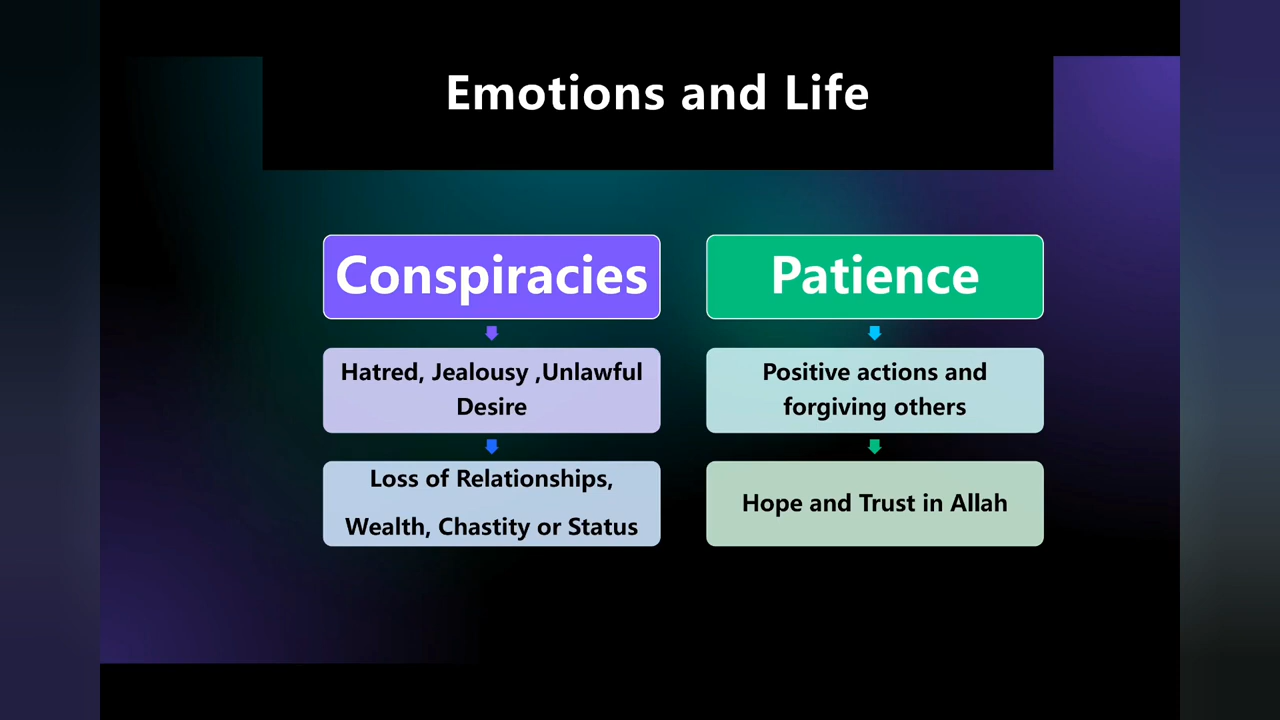 Emotions and Life
Conspiracies
Hatred, Jealousy ,Unlawful
Desire
Loss of Relationships,
Wealth, Chastity or Status
Patience
Positive actions and
forgiving others
Hope and Trust in Allah